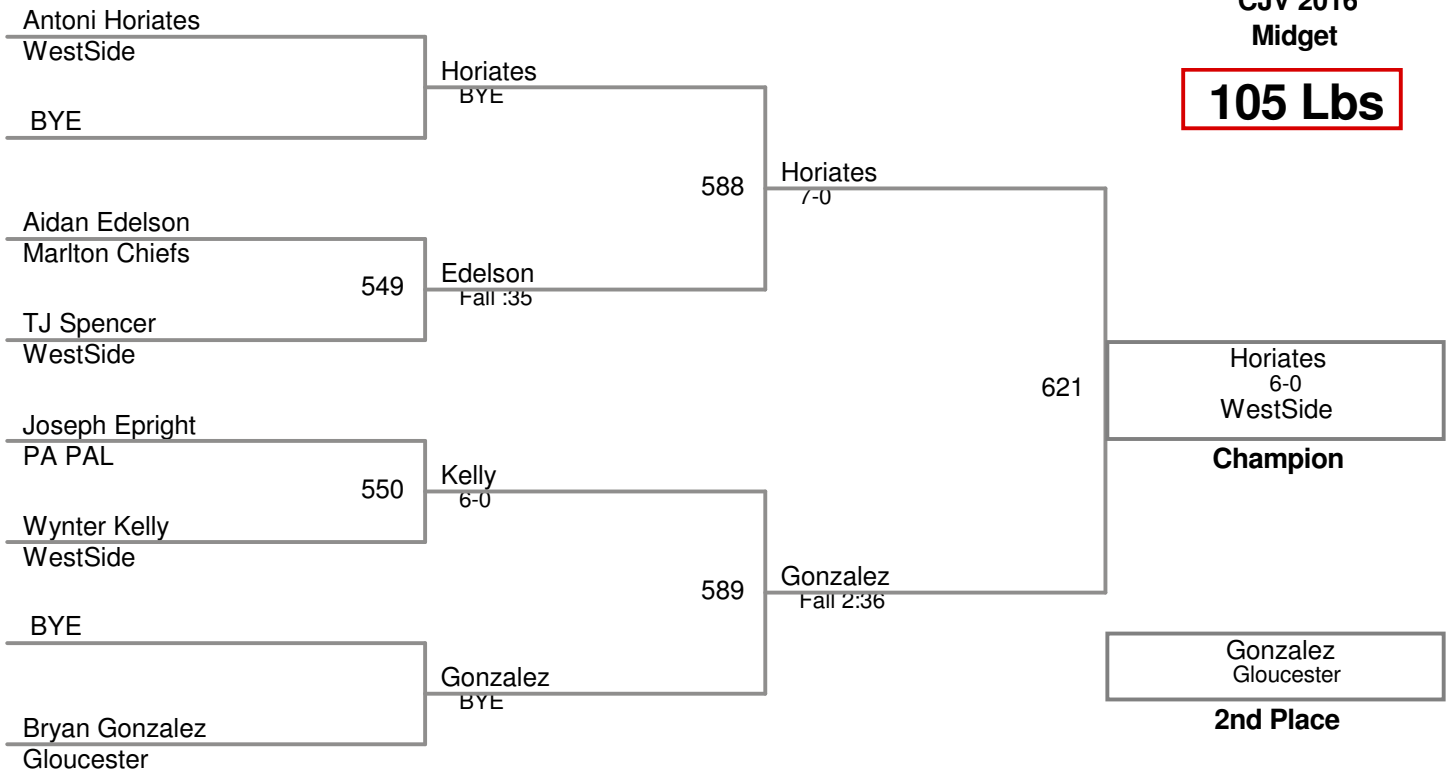 CJV 2016
Midget
105 Lbs
Antoni Horiates
WestSide
BYE
Aidan Edelson
Marlton Chiefs
549
TJ Spencer
WestSide
Joseph Epright
PA PAL
550
Wynter Kelly
WestSide
BYE
Bryan Gonzalez
Gloucester
Horiates
BYE
588
Edelson
Fall :35
Kelly
6-0
589
Gonzalez
BYE
Horiates
7-0
621
Gonzalez
Fall 2:36
Horiates
6-0
WestSide
Champion
Gonzalez
Gloucester
2nd Place